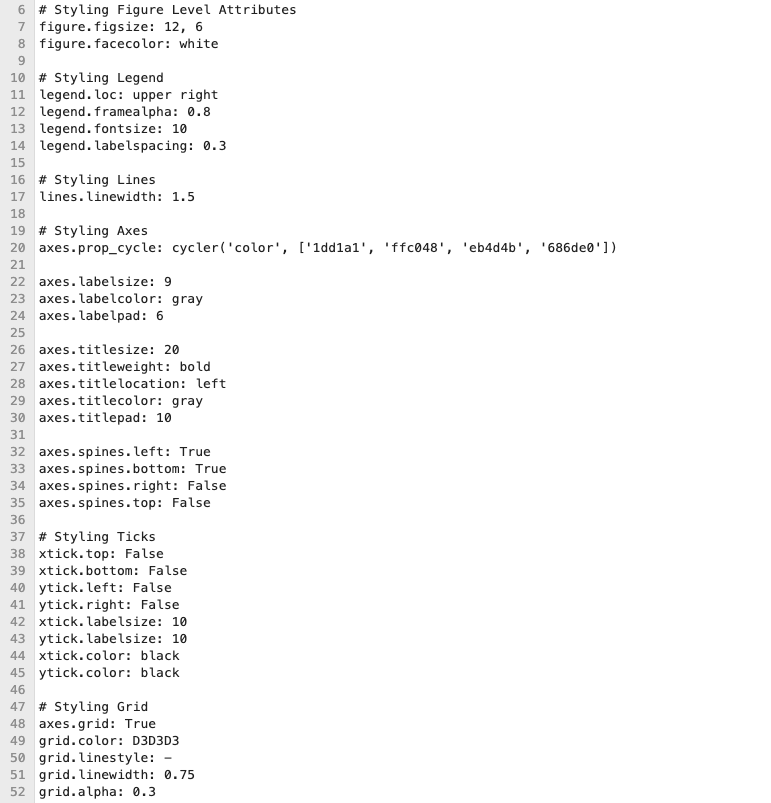 6 # Styling Figure Level Attributes
7 figure.figsize: 12, 6
8 figure.facecolor: white
9
10 # Styling Legend
11 legend.loc: upper right
12 legend.framealpha: 0.8
13 legend.fontsize: 10
14 legend.labelspacing: 0.3
15
16 # Styling Lines
17 lines.linewidth: 1.5
18
19 # Styling Axes
20 axes.prop_cycle: cycler('color', ['1dd1a1', 'ffc048', 'eb4d4b', '686de0'])
21
22 axes.labelsize: 9
23 axes.labelcolor: gray
24 axes.labelpad: 6
25
26 axes.titlesize: 20
27 axes.titleweight: bold
28 axes.titlelocation: left
29 axes.titlecolor: gray
30 axes.titlepad: 10
31
32 axes.spines.left: True
33 axes.spines.bottom: True
34 axes.spines.right: False
35 axes.spines.top: False
36
37 # Styling Ticks
38 xtick.top: False
39 xtick.bottom: False
40 ytick.left: False
41 ytick.right: False
42 xtick.labelsize: 10
43 ytick.labelsize: 10
44 xtick.color: black
45 ytick.color: black
46
47 # Styling Grid
48 axes.grid: True
49 grid.color: D3D3D3
50 grid.linestyle: –
51 grid.linewidth: 0.75
52 grid.alpha: 0.3